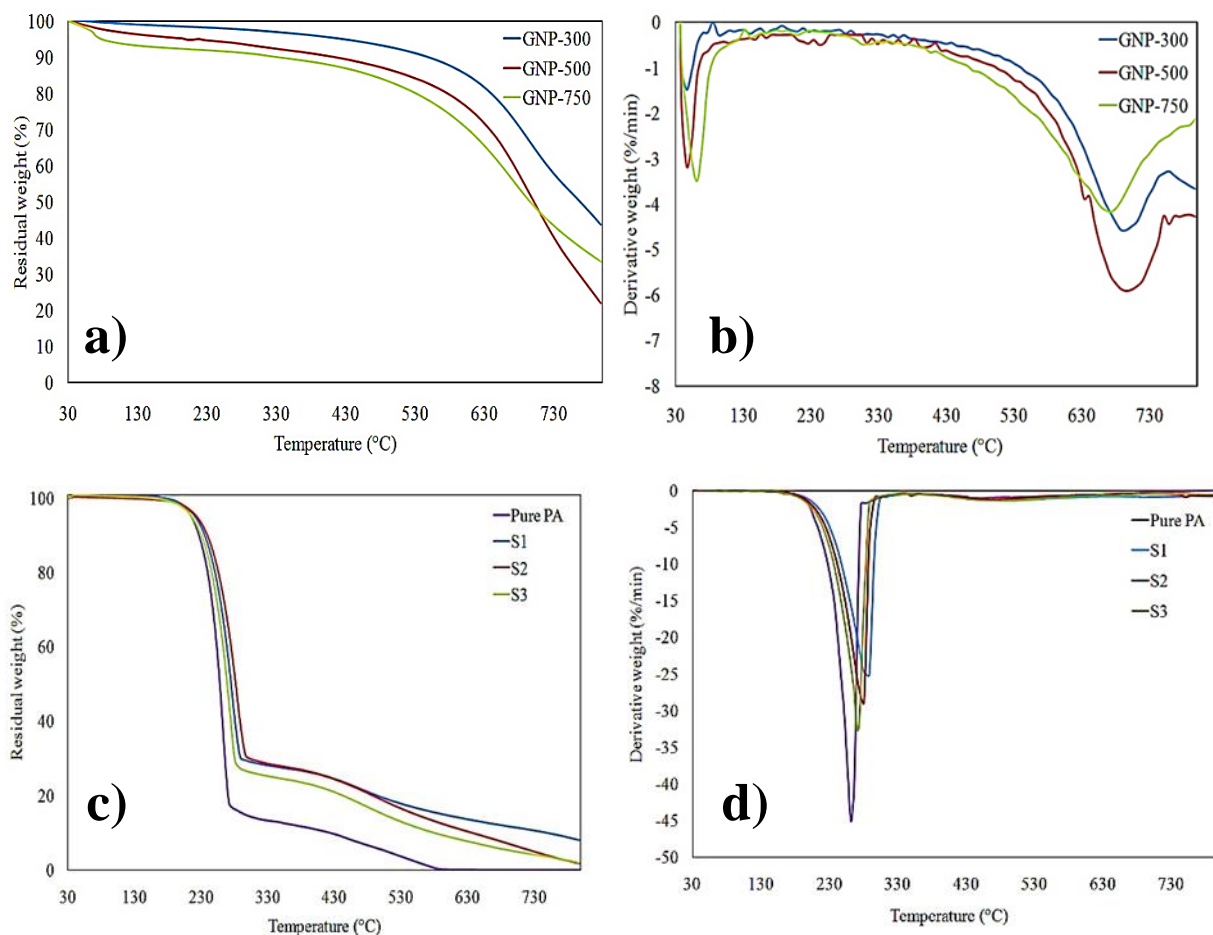 100
90
80
70
60
50
40
30
20
10
0
Residual weight (%)
GNP-300
GNP-500
GNP-750
a)
30 130 230 330 430 530 630 730
Temperature (°C)
0
-1
-2
-3
-4
-5
-6
-7
-8
Derivative weight (%/min)
GNP-300
GNP-500
GNP-750
b)
30 130 230 330 430 530 630 730
Temperature (°C)
100
80
60
40
20
0
Residual weight (%)
Pure PA
S1
S2
S3
c)
30 130 230 330 430 530 630 730
Temperature (°C)
0
-5
-10
-15
-20
-25
-30
-35
-40
-45
-50
Derivative weight (%/min)
Pure PA
S1
S2
S3
d)
30 130 230 330 430 530 630 730
Temperature (°C)